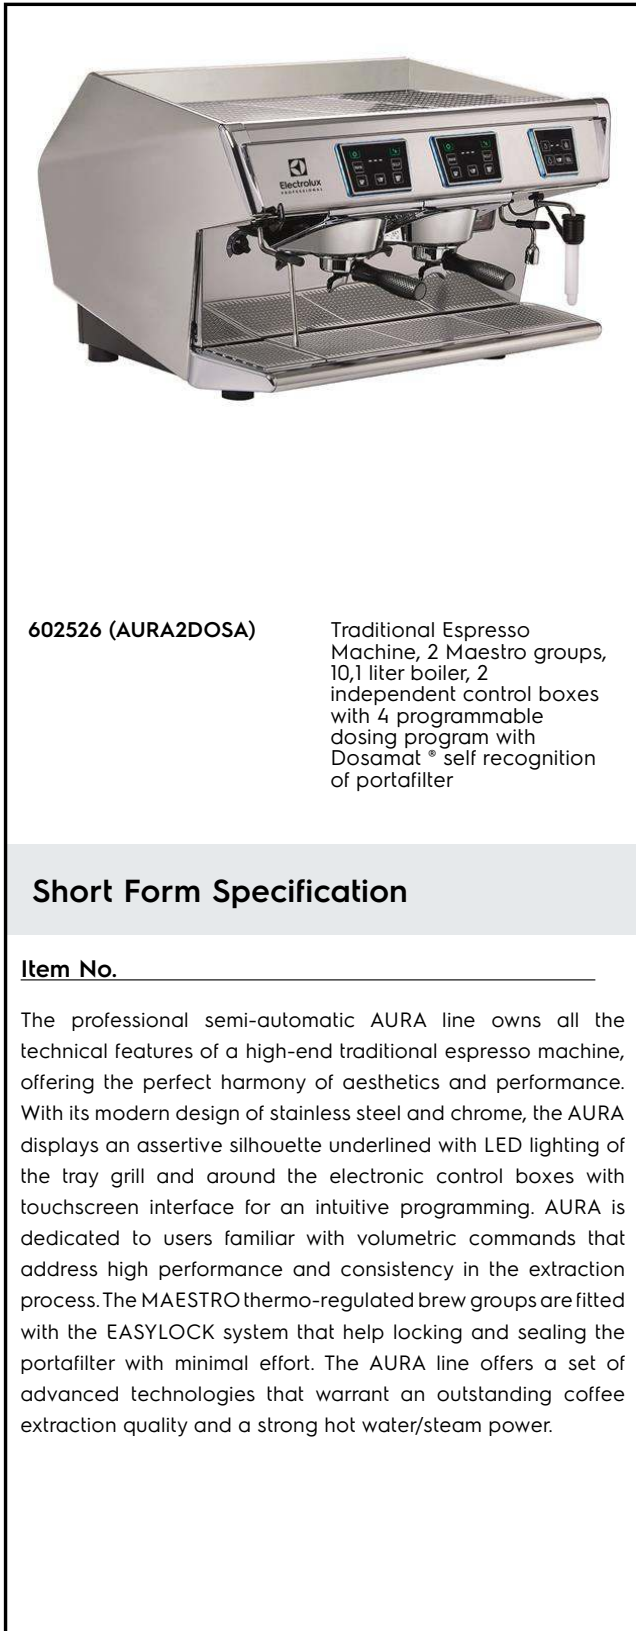 Electrolux
PROFESSIONAL
602526 (AURA2DOSA)
Traditional Espresso
Machine, 2 Maestro groups,
10,1 liter boiler, 2
independent control boxes
with 4 programmable
dosing program with
Dosamat ® self recognition
of portafilter
Short Form Specification
Item No.
The professional semi-automatic AURA line owns all the
technical features of a high-end traditional espresso machine,
offering the perfect harmony of aesthetics and performance.
With its modern design of stainless steel and chrome, the AURA
displays an assertive silhouette underlined with LED lighting of
the tray grill and around the electronic control boxes with
touchscreen interface for an intuitive programming. AURA is
dedicated to users familiar with volumetric commands that
address high performance and consistency in the extraction
process. The MAESTRO thermo-regulated brew groups are fitted
with the EASYLOCK system that help locking and sealing the
portafilter with minimal effort. The AURA line offers a set of
advanced technologies that warrant an outstanding coffee
extraction quality and a strong hot water/steam power.